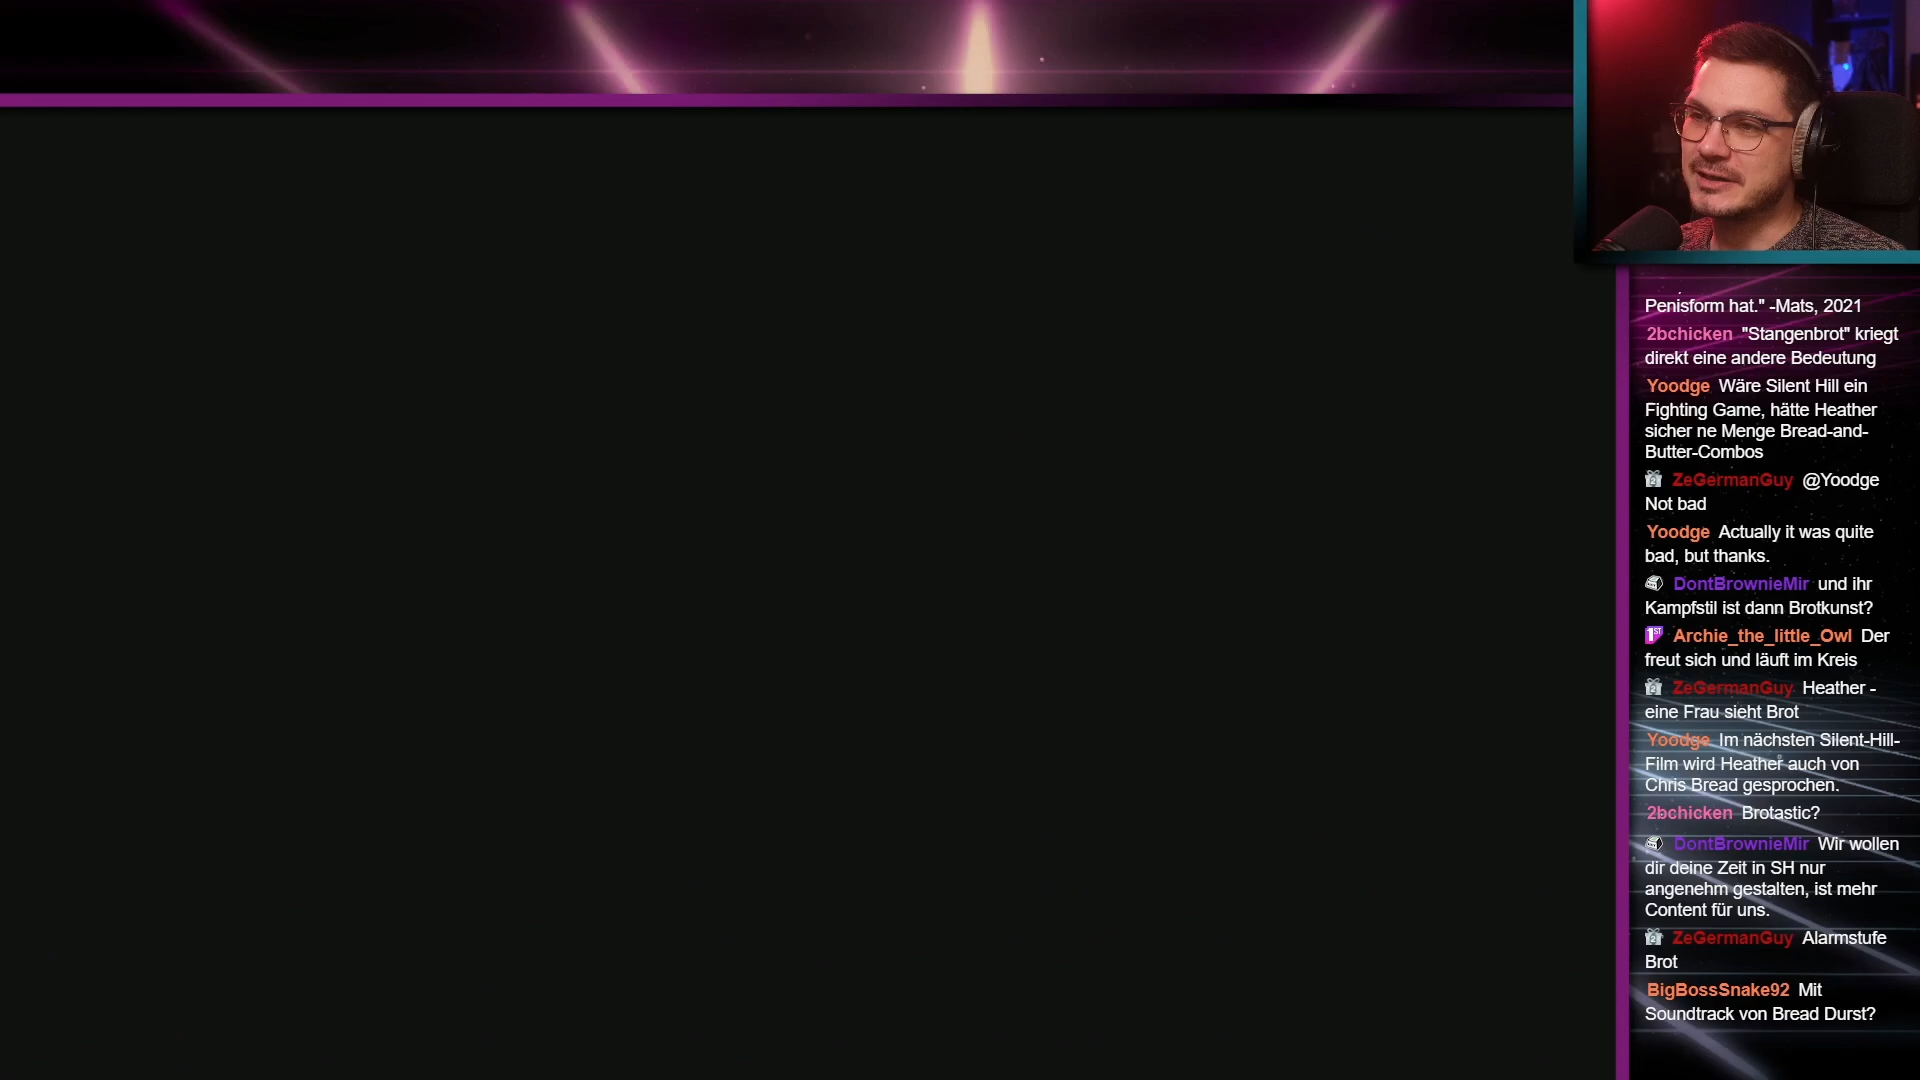 Penisform hat." -Mats, 2021
2bchicken "Stangenbrot" kriegt
direkt eine andere Bedeutung
Yoodge Wäre Silent Hill ein
Fighting Game, hätte Heather
sicher ne Menge Bread-and-
Butter-Combos
ZeGermanGuy @Yoodge
Not bad
Yoodge Actually it was quite
bad, but thanks.
DontBrownieMir und ihr
Kampfstil ist dann Brotkunst?
1ST Archie_the_little_Owl Der
freut sich und läuft im Kreis
ZeGermanGuy Heather -
eine Frau sieht Brot
Yoodge Im nächsten Silent-Hill-
Film wird Heather auch von
Chris Bread gesprochen.
2bchicken Brotastic?
DontBrownieMir Wir wollen
dir deine Zeit in SH nur
angenehm gestalten, ist mehr
Content für uns.
ZeGermanGuy Alarmstufe
Brot
BigBossSnake92 Mit
Soundtrack von Bread Durst?